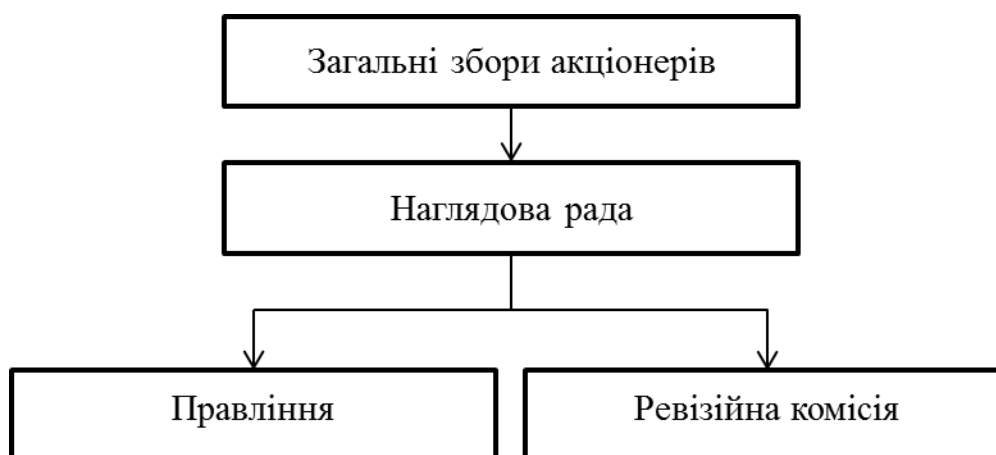 Загальні збори акціонерів
Наглядова рада
Правління
Ревізійна комісія